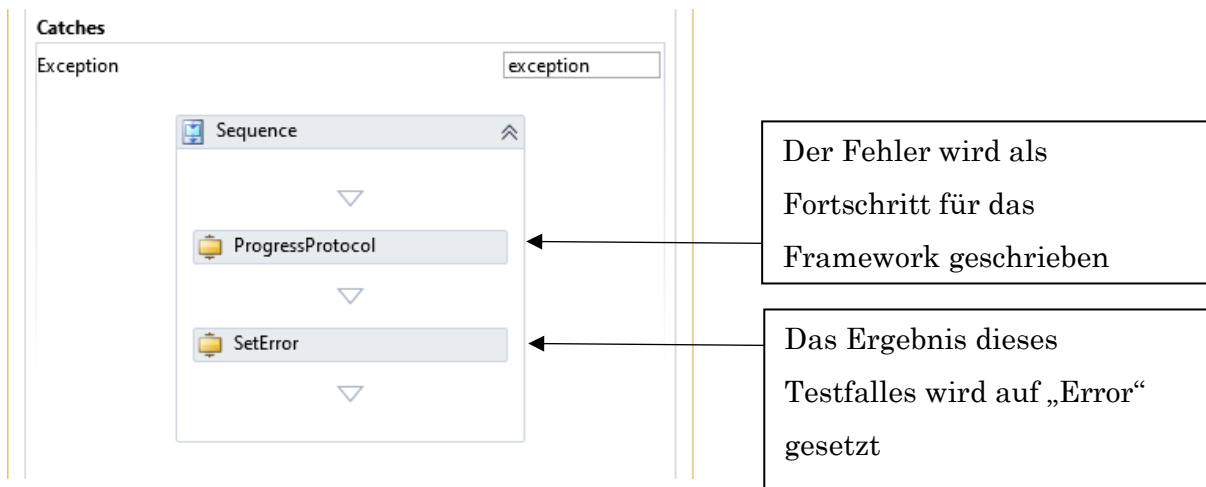 Catches
Exception exception
Sequence
ProgressProtocol
SetError
Der Fehler wird als
Fortschritt für das
Framework geschrieben
Das Ergebnis dieses
Testfalles wird auf „Error“
gesetzt